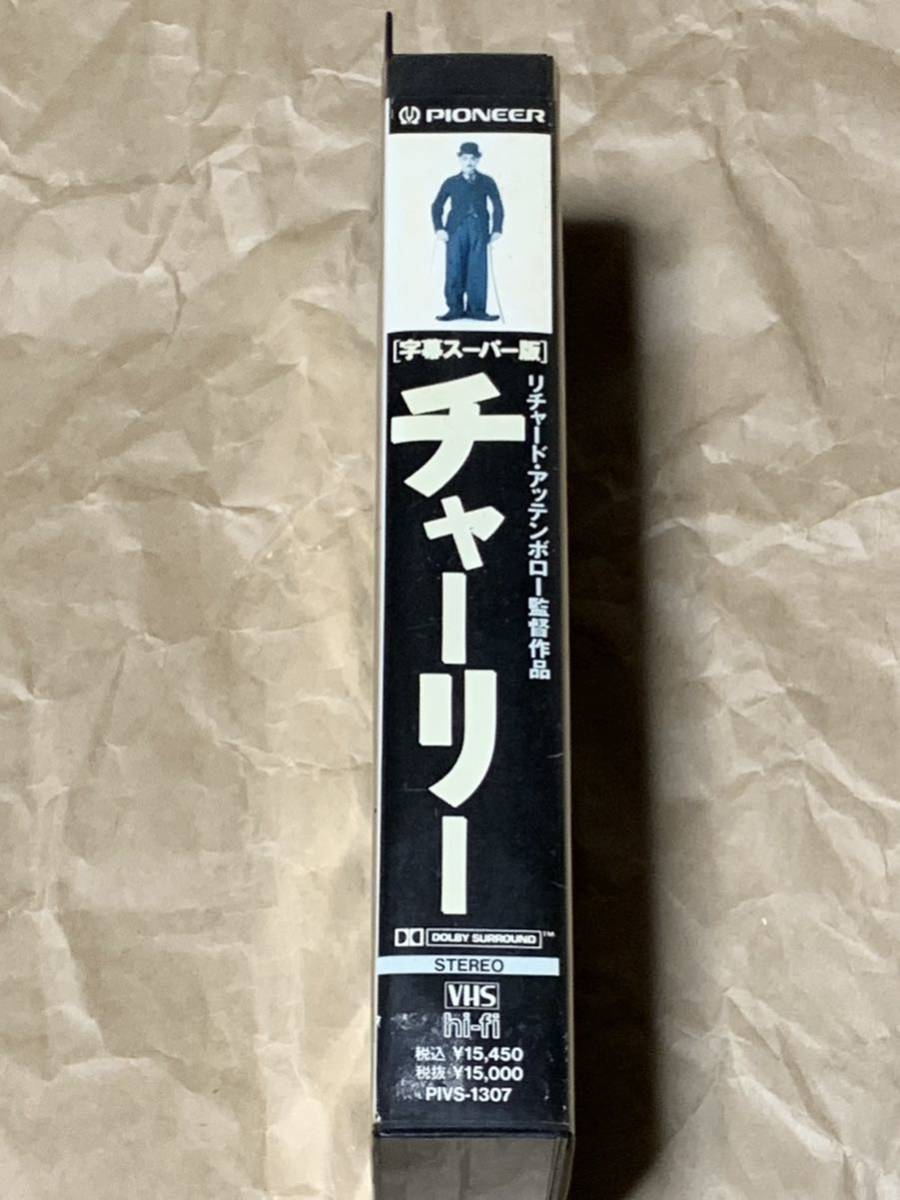 PIONEER
[字幕スーパー版]
チャーリー
リチャード・アッテンボロー監督作品
DOLBY SURROUND TM
STEREO
VHS
hi-fi
税込 ¥15,450
税抜 ¥15,000
PIVS-1307